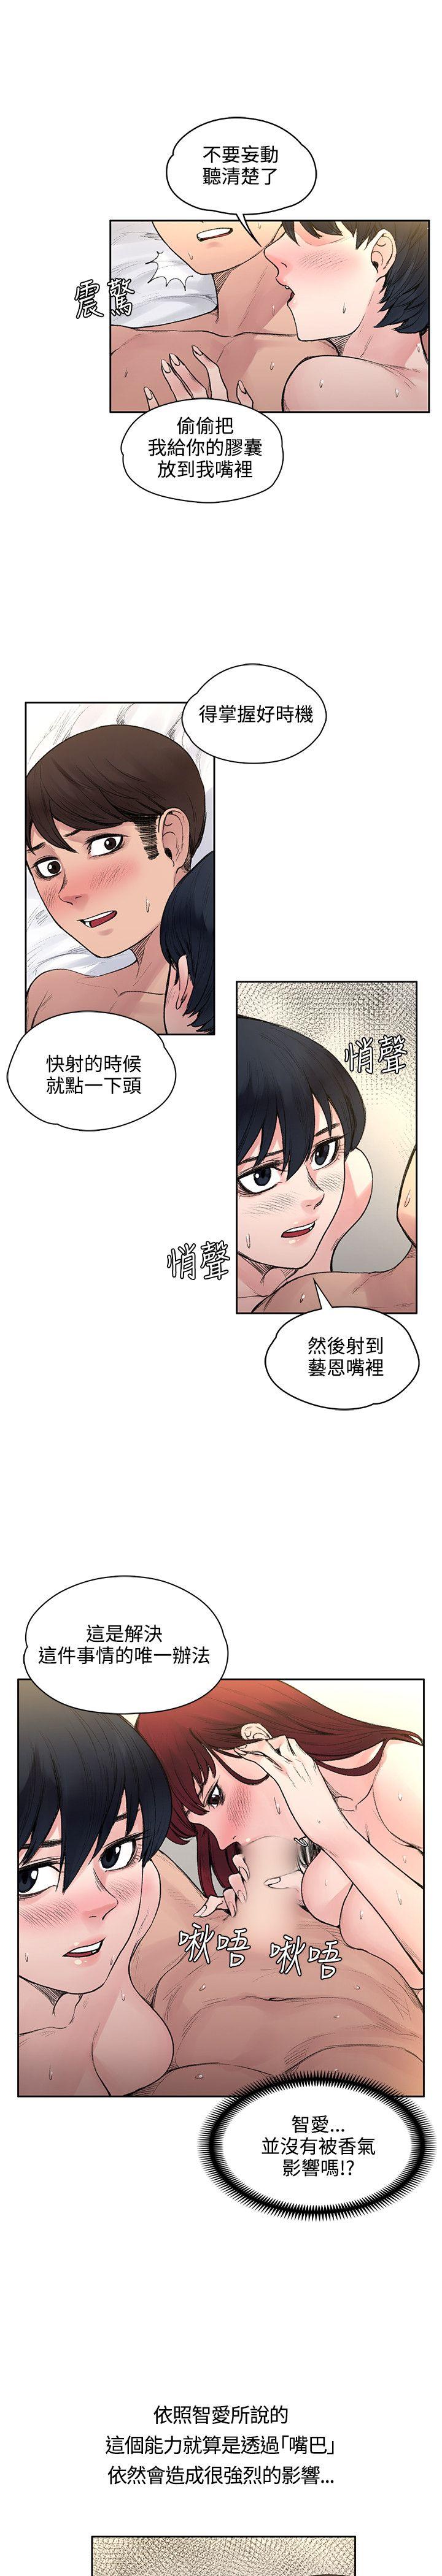 不要妄動
聽清楚了
震驚
偷偷把
我給你的膠囊
放到我嘴裡
得掌握好時機
快射的時候
就點一下頭
悄聲
悄聲
然後射到
藝恩嘴裡
這是解決
這件事情的唯一辦法
啾唔
啾唔
智愛...
並沒有被香氣
影響嗎!?
依照智愛所說的
這個能力就算是透過「嘴巴」
依然會造成很強烈的影響...